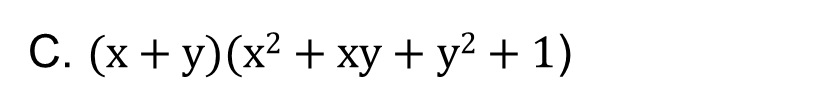 C. (x + y)(x² + xy + y² + 1)